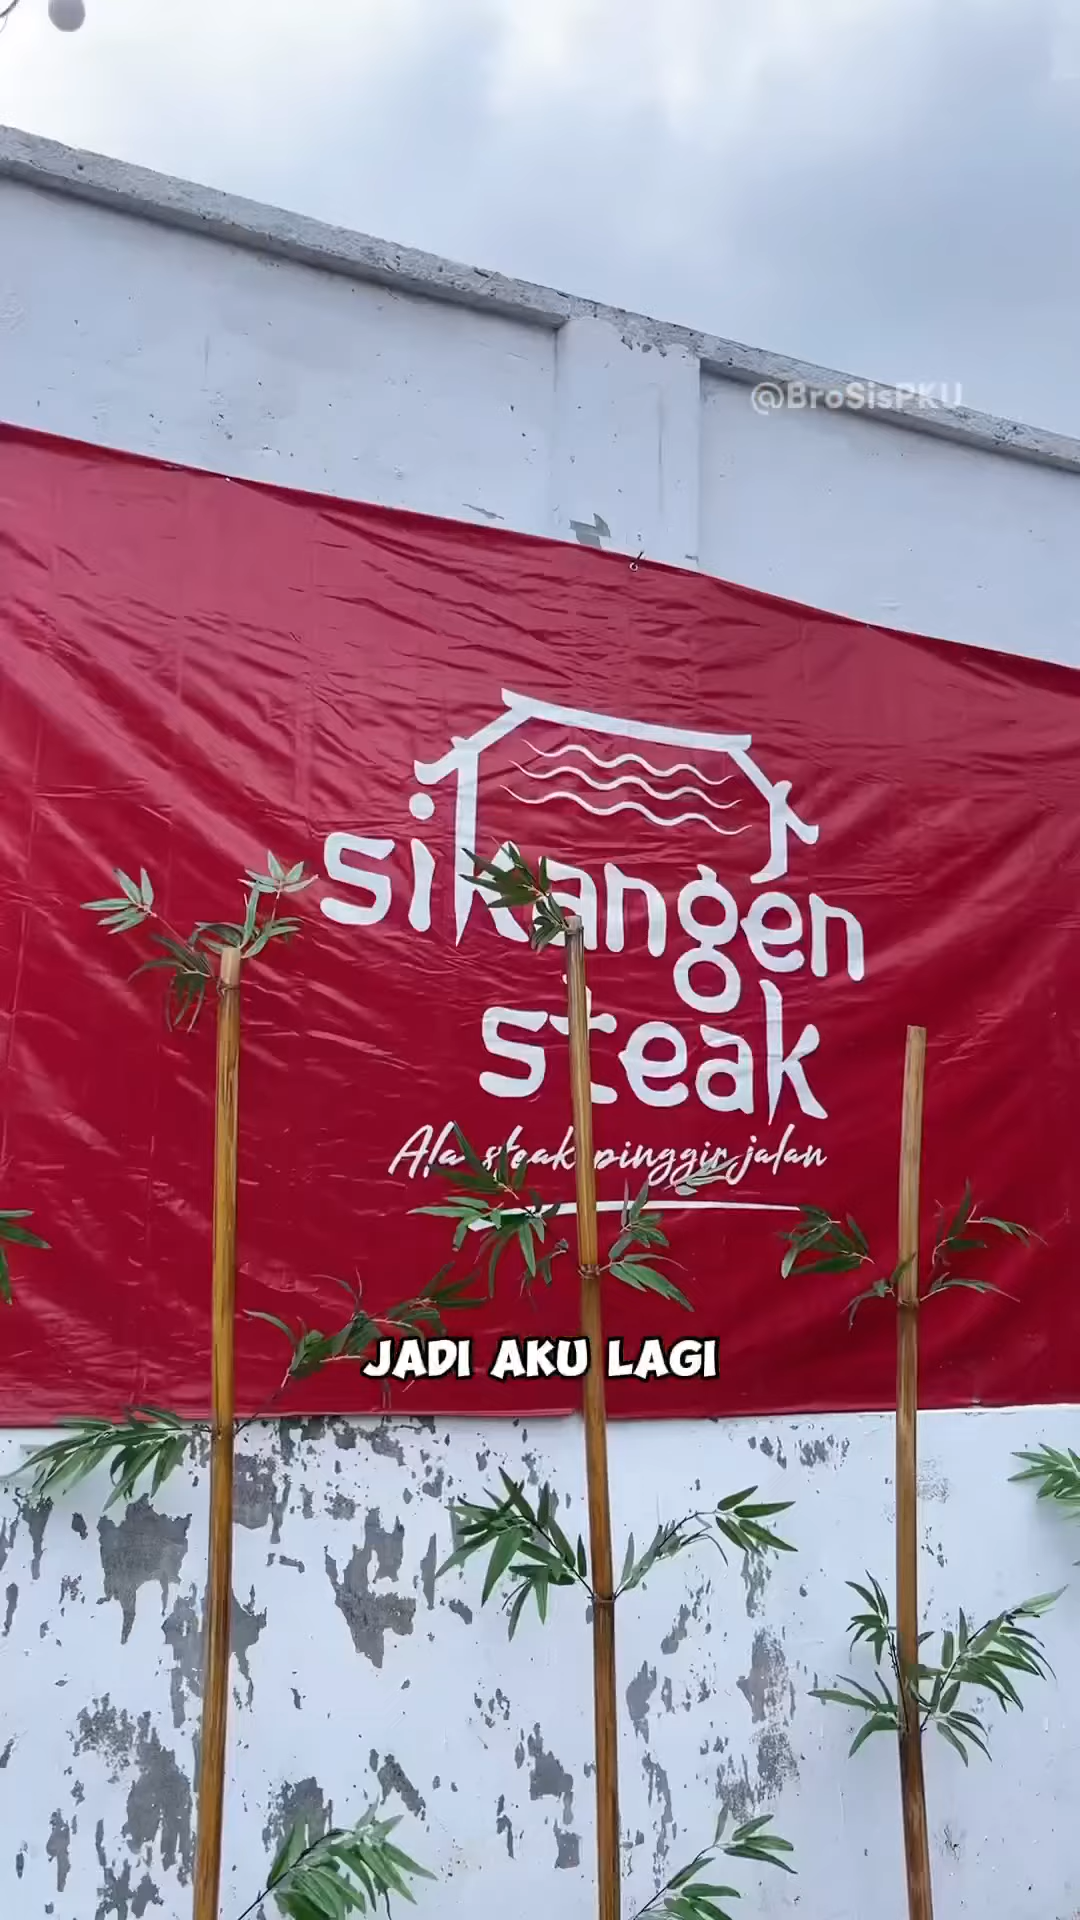 @BroSisPKU
sikangen
steak
Ala steak pinggir jalan
JADI AKU LAGI